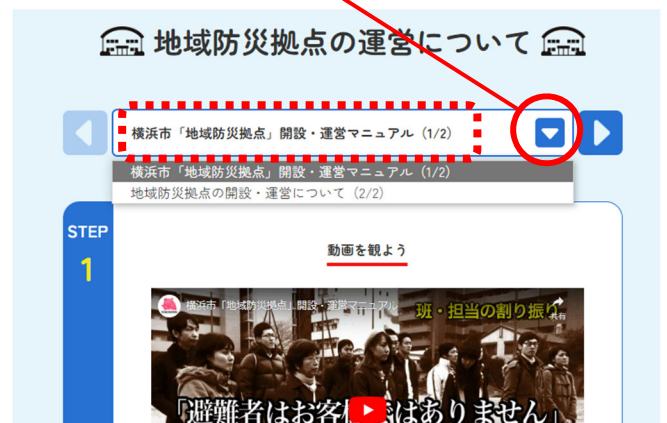 地域防災拠点の運営について
横浜市「地域防災拠点」開設・運営マニュアル（1/2）
横浜市「地域防災拠点」開設・運営マニュアル（1/2）
地域防災拠点の開設・運営について（2/2）
STEP
1
動画を観よう
横浜市「地域防災拠点」開設・運営マニュアル
班・担当の割り振り
共有
「避難者はお客様ではありません」